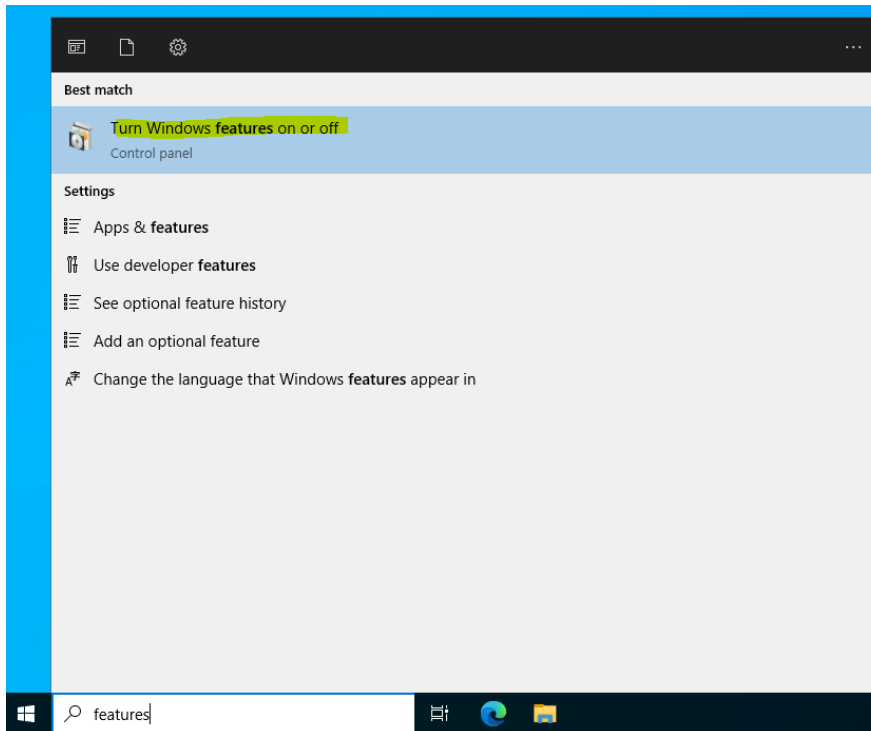 Best match
Turn Windows features on or off
Control panel
Settings
Apps & features
Use developer features
See optional feature history
Add an optional feature
Change the language that Windows features appear in
features